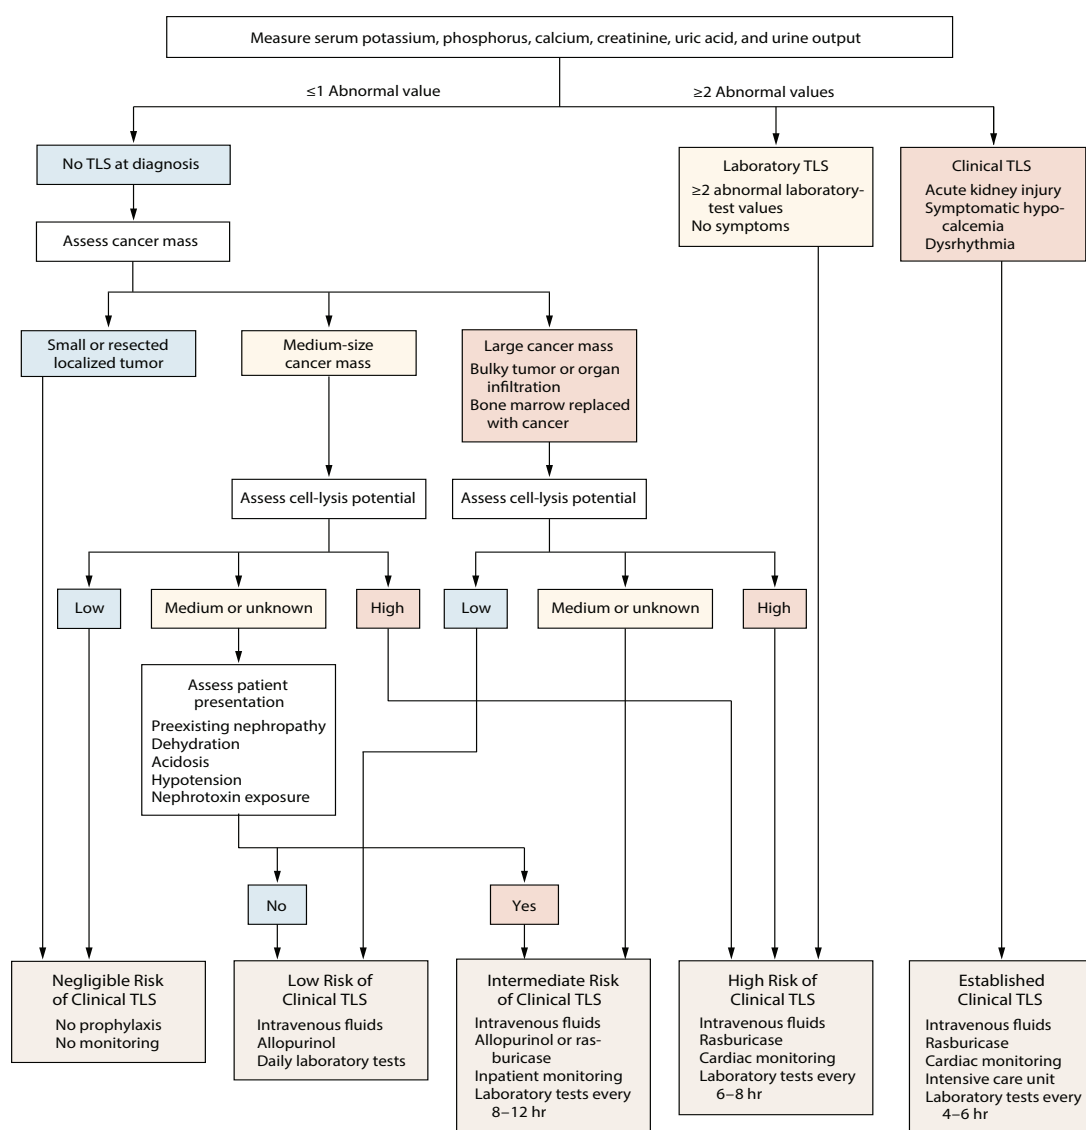 Measure serum potassium, phosphorus, calcium, creatinine, uric acid, and urine output
≤1 Abnormal value
≥2 Abnormal values
No TLS at diagnosis
Laboratory TLS
≥2 abnormal laboratory-
test values
No symptoms
Clinical TLS
Acute kidney injury
Symptomatic hypo-
calcemia
Dysrhythmia
Assess cancer mass
Small or resected
localized tumor
Medium-size
cancer mass
Large cancer mass
Bulky tumor or organ
infiltration
Bone marrow replaced
with cancer
Assess cell-lysis potential
Assess cell-lysis potential
Low
Medium or unknown
High
Low
Medium or unknown
High
Assess patient
presentation
Preexisting nephropathy
Dehydration
Acidosis
Hypotension
Nephrotoxin exposure
No
Yes
Negligible Risk
of Clinical TLS
No prophylaxis
No monitoring
Low Risk of
Clinical TLS
Intravenous fluids
Allopurinol
Daily laboratory tests
Intermediate Risk
of Clinical TLS
Intravenous fluids
Allopurinol or ras-
buricase
Inpatient monitoring
Laboratory tests every
8–12 hr
High Risk of
Clinical TLS
Intravenous fluids
Rasburicase
Cardiac monitoring
Laboratory tests every
6–8 hr
Established
Clinical TLS
Intravenous fluids
Rasburicase
Cardiac monitoring
Intensive care unit
Laboratory tests every
4–6 hr